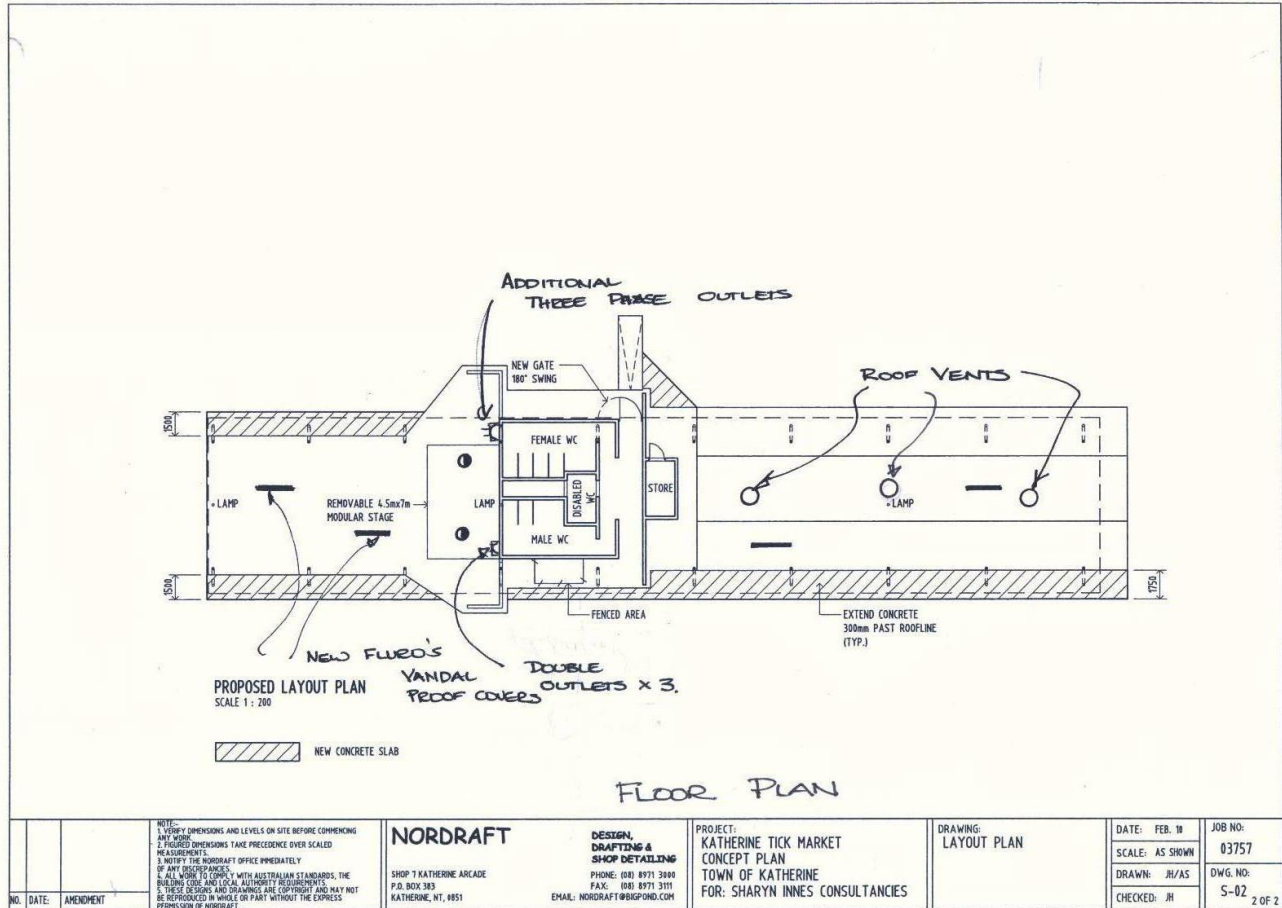 ADDITIONAL
THREE PHASE OUTLETS
NEW GATE
180° SWING
ROOF VENTS
1500
FEMALE WC
LAMP
REMOVABLE 4.5mx7m
MODULAR STAGE
LAMP
DISABLED
WC
STORE
LAMP
MALE WC
1500
1750
FENCED AREA
EXTEND CONCRETE
300mm PAST ROOFLINE
(TYP.)
NEW FLURO'S
VANDAL
PROOF COVERS
DOUBLE
OUTLETS X 3.
PROPOSED LAYOUT PLAN
SCALE 1 : 200
NEW CONCRETE SLAB
FLOOR PLAN
NO.
DATE:
AMENDMENT
NOTE:-
1. VERIFY DIMENSIONS AND LEVELS ON SITE BEFORE COMMENCING
ANY WORK.
2. FIGURED DIMENSIONS TAKE PRECEDENCE OVER SCALED
MEASUREMENTS.
3. NOTIFY THE NORDRAFT OFFICE IMMEDIATELY
OF ANY DISCREPANCIES.
4. ALL WORK TO COMPLY WITH AUSTRALIAN STANDARDS, THE
BUILDING CODE AND LOCAL AUTHORITY REQUIREMENTS.
5. THESE DESIGNS AND DRAWINGS ARE COPYRIGHT AND MAY NOT
BE REPRODUCED IN WHOLE OR PART WITHOUT THE EXPRESS
PERMISSION OF NORDRAFT.
NORDRAFT
SHOP 7 KATHERINE ARCADE
P.O. BOX 383
KATHERINE, NT, 0851
DESIGN,
DRAFTING &
SHOP DETAILING
PHONE: (08) 8971 3000
FAX: (08) 8971 3111
EMAIL: NORDRAFT@BIGPOND.COM
PROJECT:
KATHERINE TICK MARKET
CONCEPT PLAN
TOWN OF KATHERINE
FOR: SHARYN INNES CONSULTANCIES
DRAWING:
LAYOUT PLAN
DATE: FEB. 10
SCALE: AS SHOWN
DRAWN: JH/AS
CHECKED: JH
JOB NO:
03757
DWG. NO:
S-02
2 OF 2